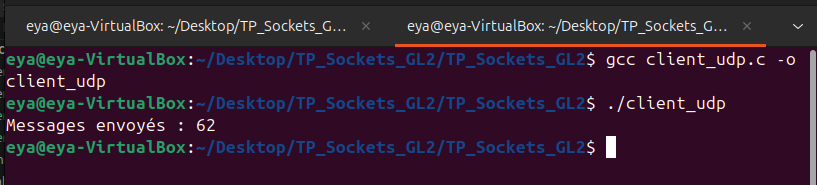 eya@eya-VirtualBox: ~/Desktop/TP_Sockets_G... × eya@eya-VirtualBox: ~/Desktop/TP_Sockets_G... ×
eya@eya-VirtualBox:~/Desktop/TP_Sockets_GL2/TP_Sockets_GL2$ gcc client_udp.c -o
client_udp
eya@eya-VirtualBox:~/Desktop/TP_Sockets_GL2/TP_Sockets_GL2$ ./client_udp
Messages envoyés : 62
eya@eya-VirtualBox:~/Desktop/TP_Sockets_GL2/TP_Sockets_GL2$